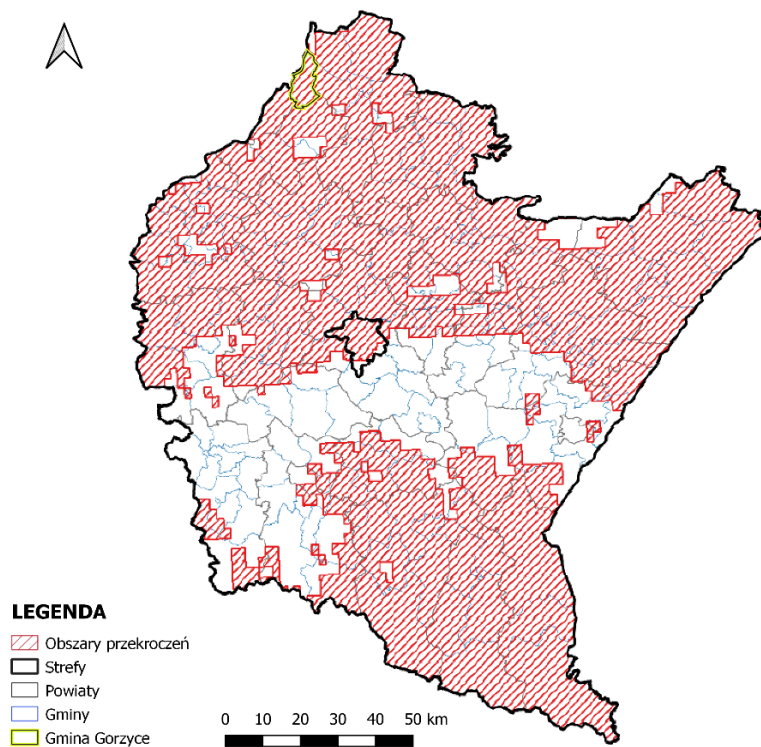 LEGENDA
Obszary przekroczeń
Strefy
Powiaty
Gminy
Gmina Gorzyce
0 10 20 30 40 50 km